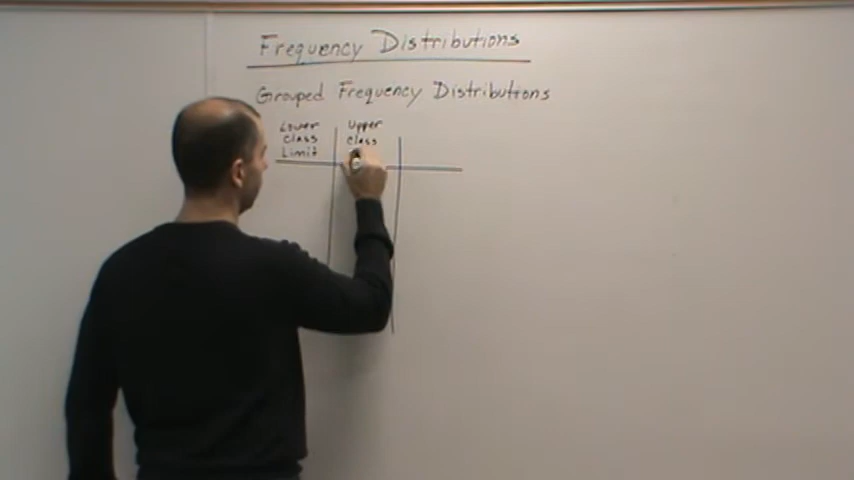 Frequency Distributions
Grouped Frequency Distributions
Lower
Class
Limit
Upper
Class